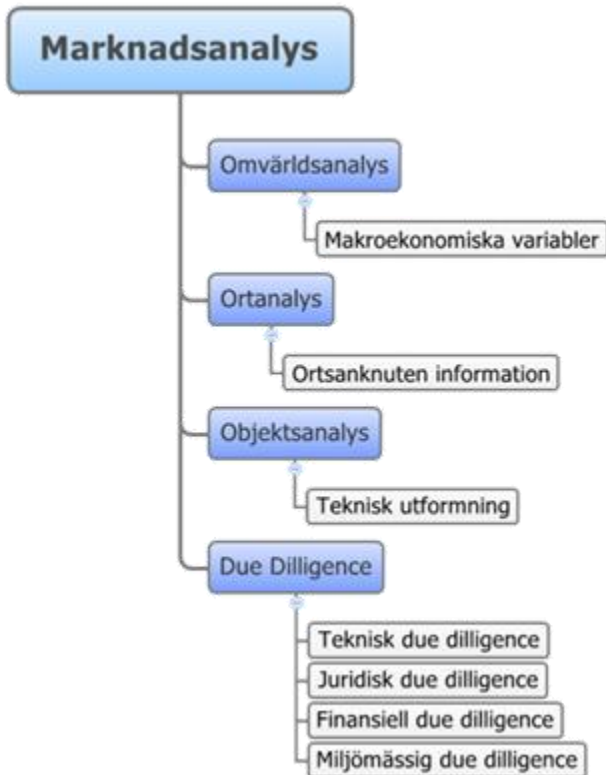 Marknadsanalys
Omvärldsanalys
Makroekonomiska variabler
Ortanalys
Ortsanknuten information
Objektsanalys
Teknisk utformning
Due Dilligence
Teknisk due dilligence
Juridisk due dilligence
Finansiell due dilligence
Miljömässig due dilligence